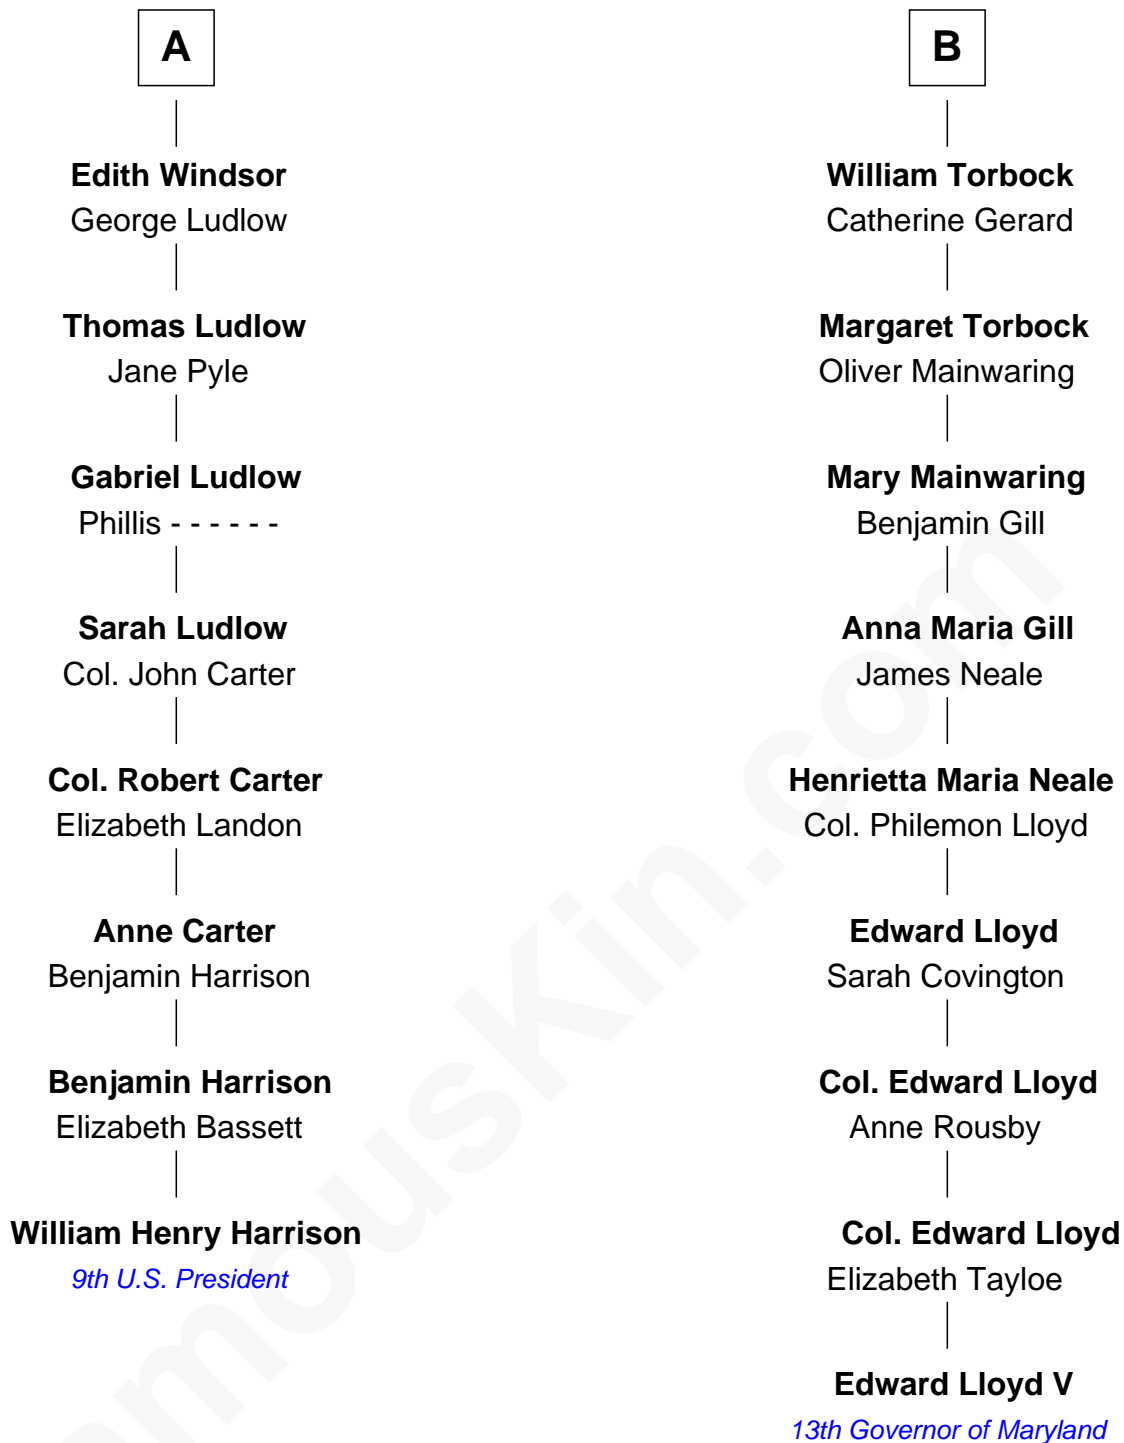 A
Edith Windsor
George Ludlow
Thomas Ludlow
Jane Pyle
Gabriel Ludlow
Phillis - - - - - -
Sarah Ludlow
Col. John Carter
Col. Robert Carter
Elizabeth Landon
Anne Carter
Benjamin Harrison
Benjamin Harrison
Elizabeth Bassett
William Henry Harrison
9th U.S. President
B
William Torbock
Catherine Gerard
Margaret Torbock
Oliver Mainwaring
Mary Mainwaring
Benjamin Gill
Anna Maria Gill
James Neale
Henrietta Maria Neale
Col. Philemon Lloyd
Edward Lloyd
Sarah Covington
Col. Edward Lloyd
Anne Rousby
Col. Edward Lloyd
Elizabeth Tayloe
Edward Lloyd V
13th Governor of Maryland
amousKin.com